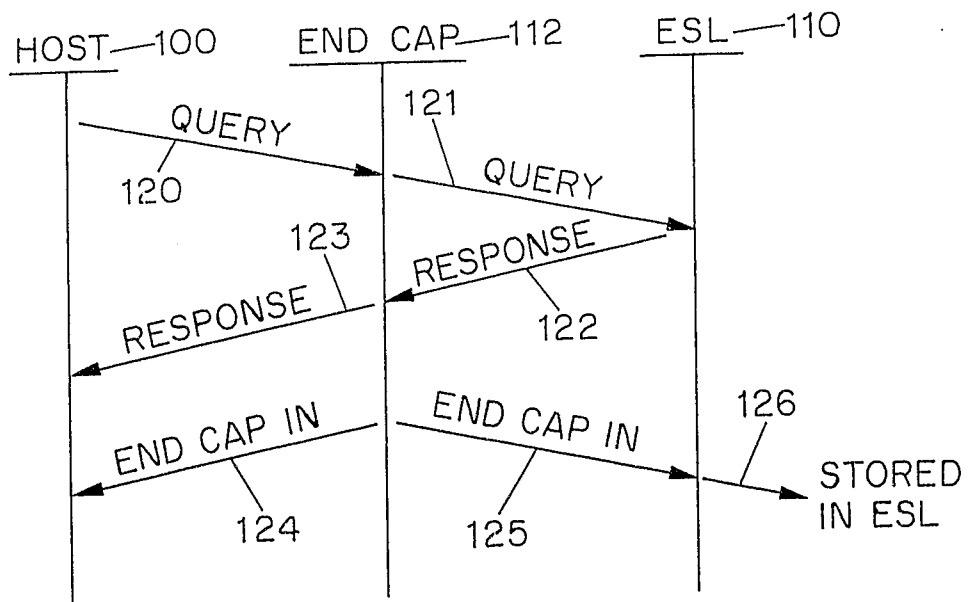 HOST 100
END CAP 112
ESL 110
QUERY
120
121
QUERY
123
RESPONSE
122
RESPONSE
END CAP IN
124
END CAP IN
125
126
STORED
IN ESL